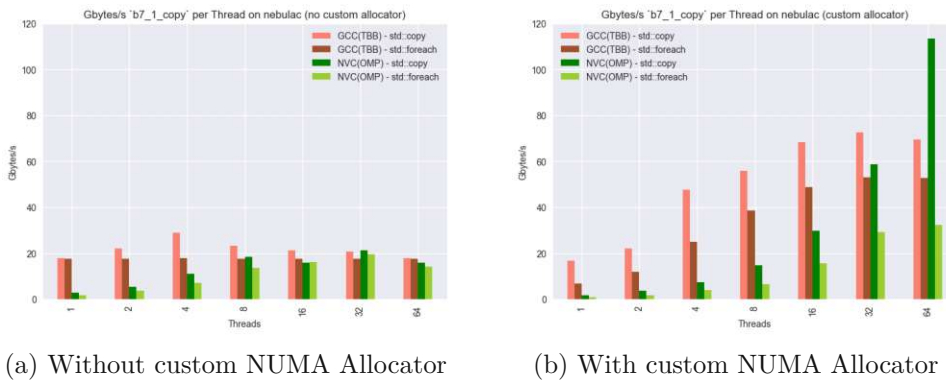 Gbytes/s `b7_1_copy` per Thread on nebulac (no custom allocator)
120
100
80
60
40
20
0
Gbytes/s
GCC(TBB) - std::copy
GCC(TBB) - std::foreach
NVC(OMP) - std::copy
NVC(OMP) - std::foreach
1
2
4
8
16
32
64
Threads
(a) Without custom NUMA Allocator
Gbytes/s `b7_1_copy` per Thread on nebulac (custom allocator)
120
100
80
60
40
20
0
Gbytes/s
GCC(TBB) - std::copy
GCC(TBB) - std::foreach
NVC(OMP) - std::copy
NVC(OMP) - std::foreach
1
2
4
8
16
32
64
Threads
(b) With custom NUMA Allocator